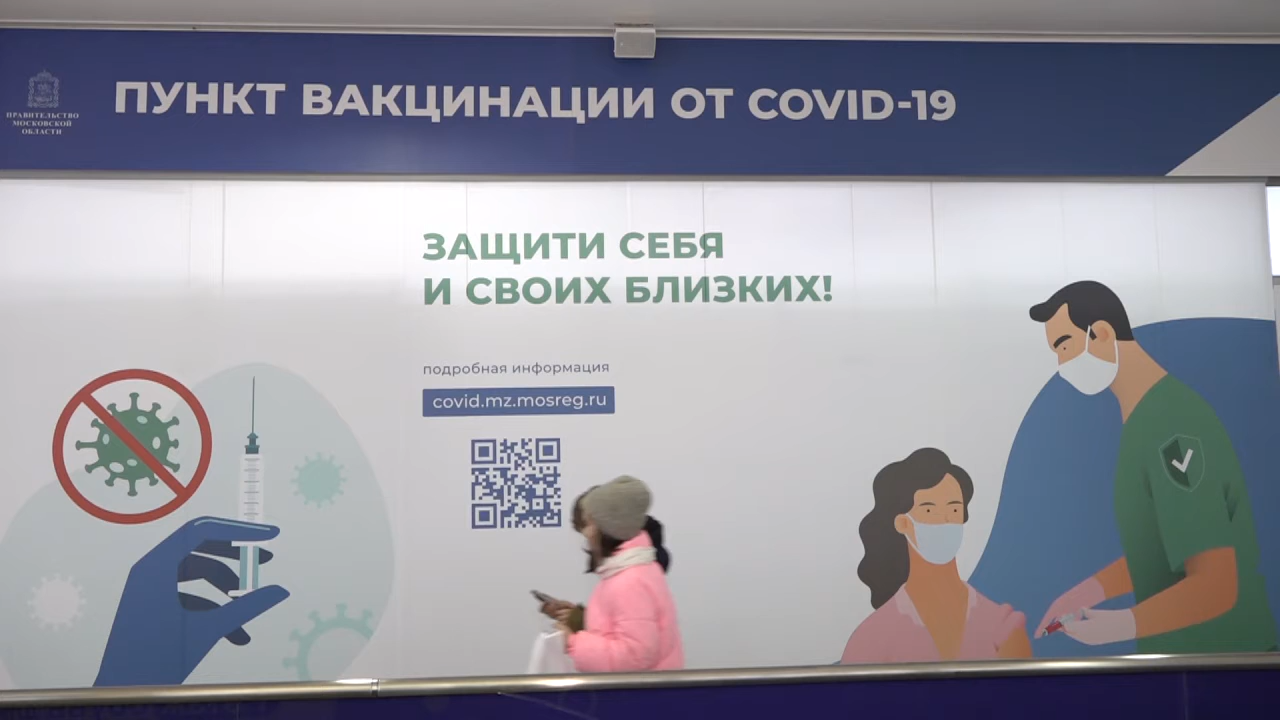 ПРАВИТЕЛЬСТВО
МОСКОВСКОЙ
ОБЛАСТИ
ПУНКТ ВАКЦИНАЦИИ ОТ COVID-19
ЗАЩИТИ СЕБЯ
И СВОИХ БЛИЗКИХ!
подробная информация
covid.mz.mosreg.ru